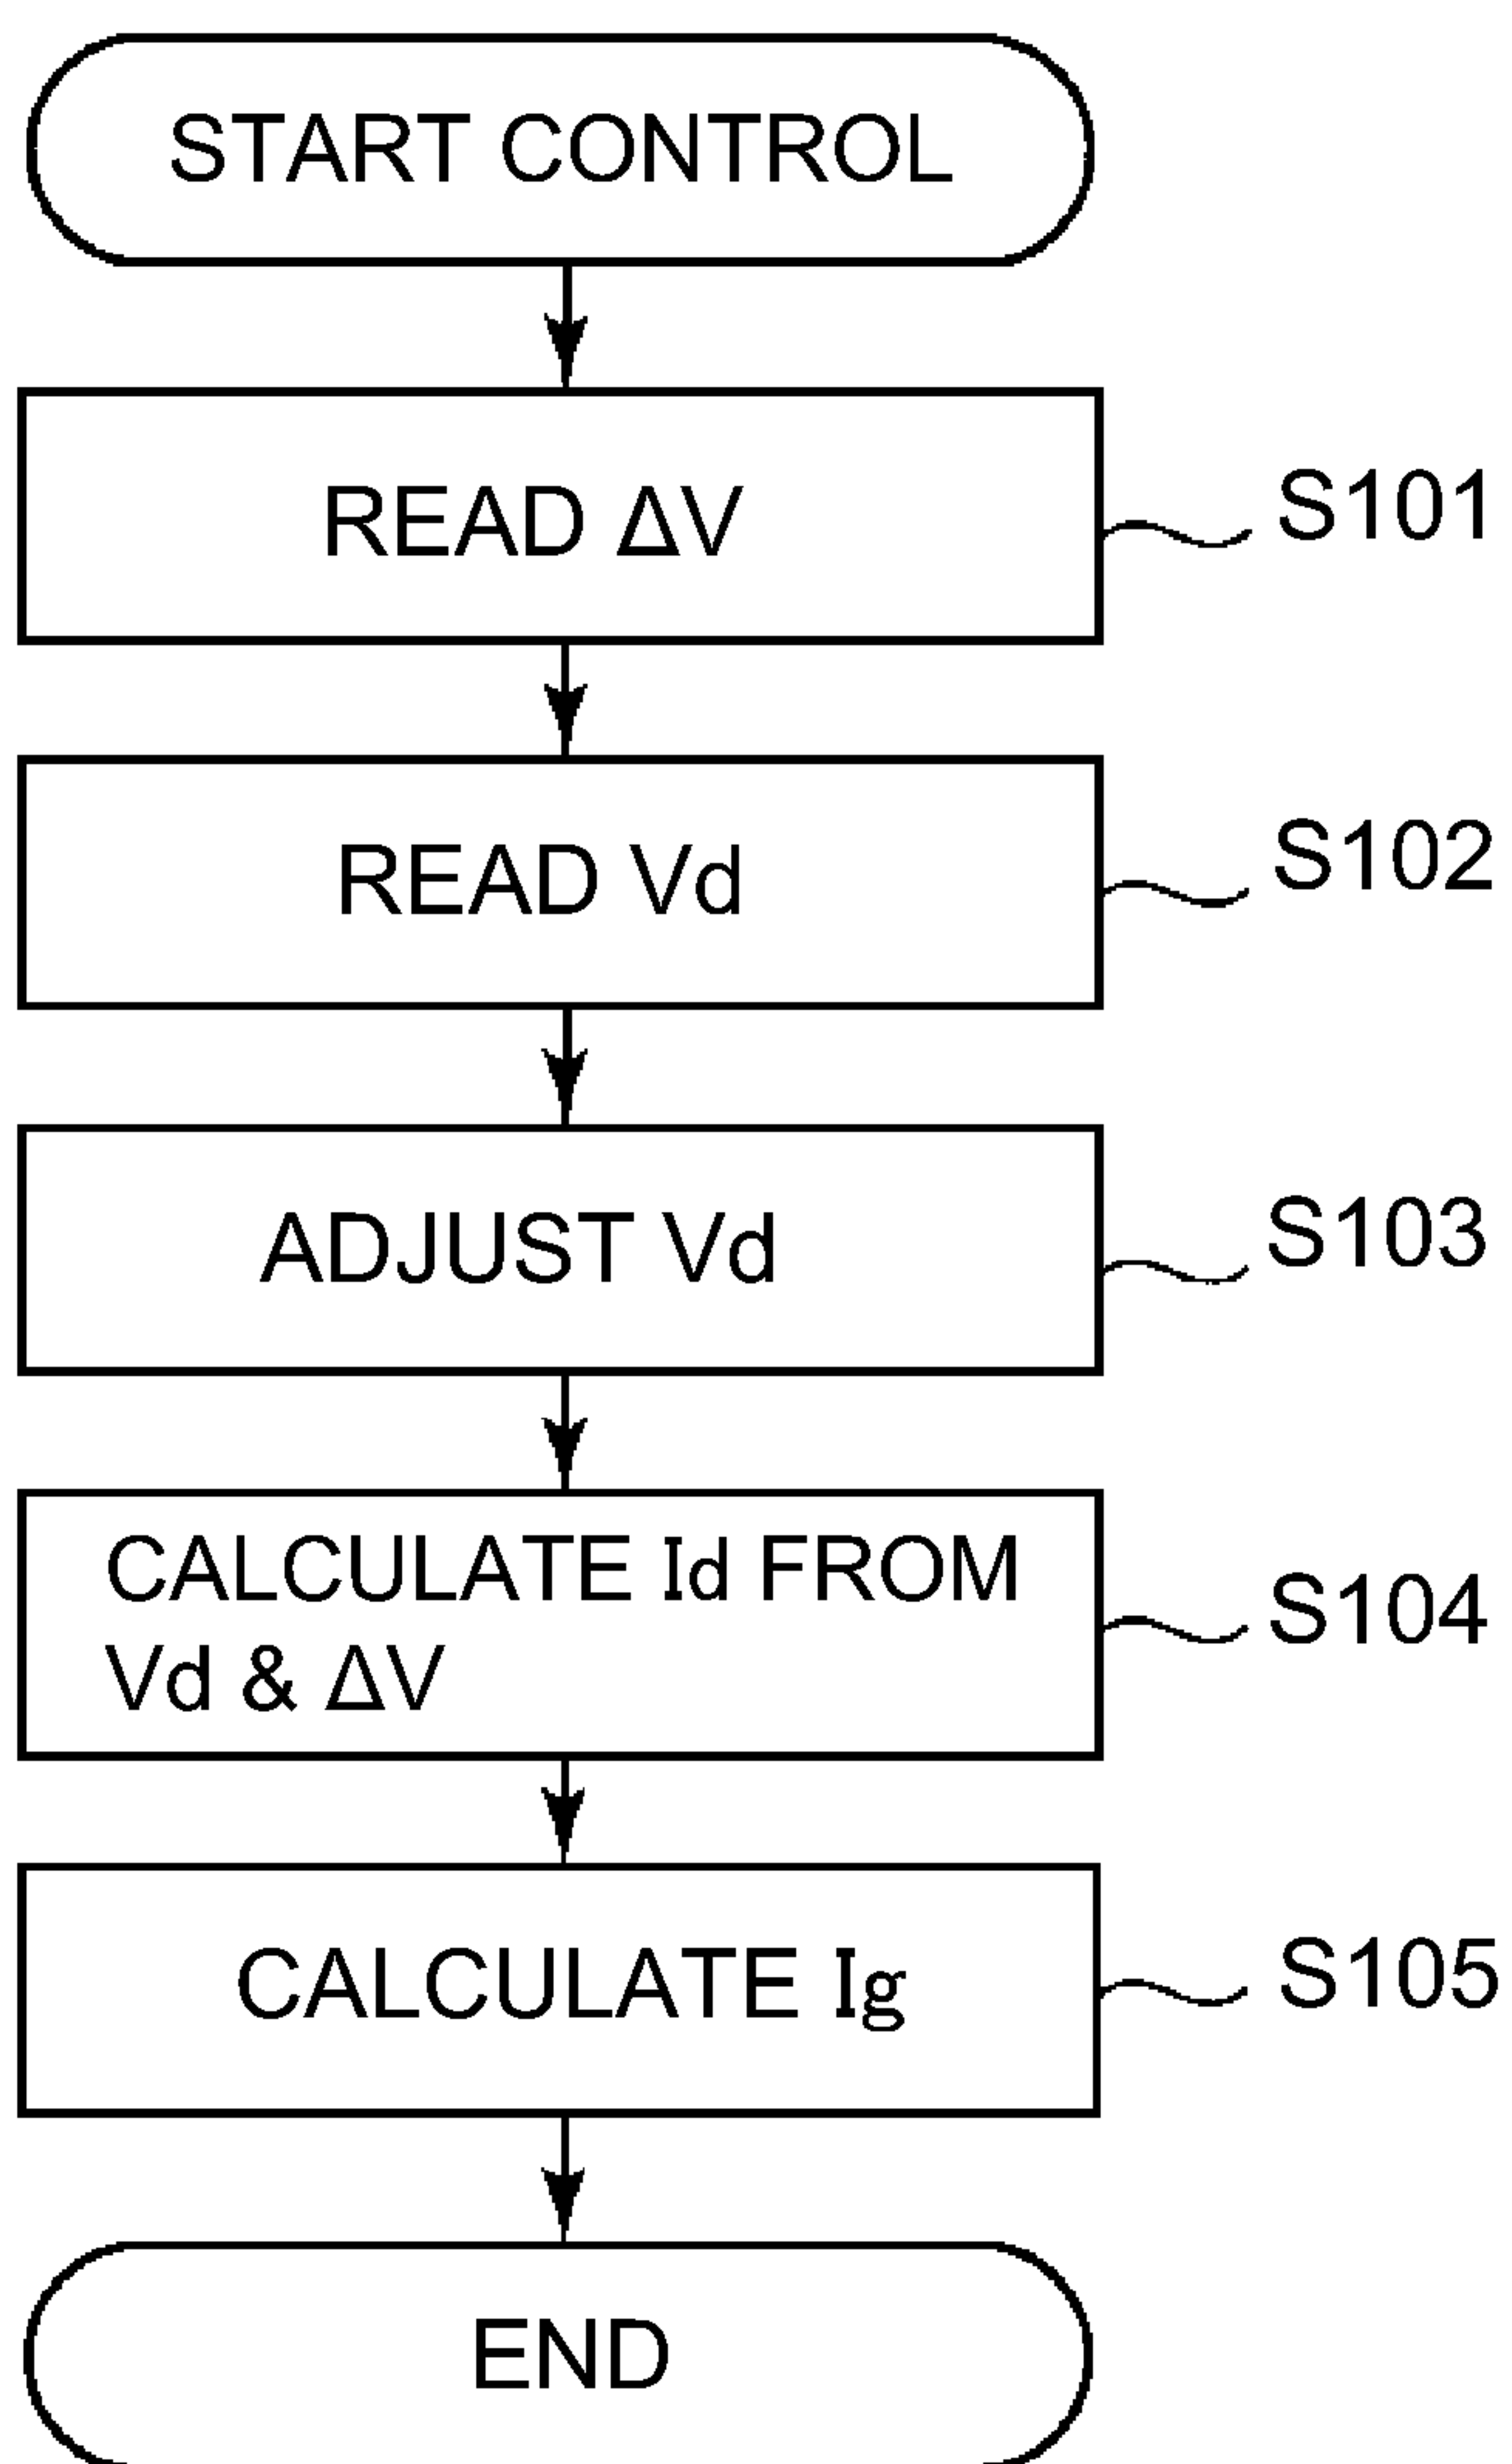 START CONTROL
READ ΔV
S101
READ Vd
S102
ADJUST Vd
S103
CALCULATE Id FROM
Vd & ΔV
S104
CALCULATE Ig
S105
END